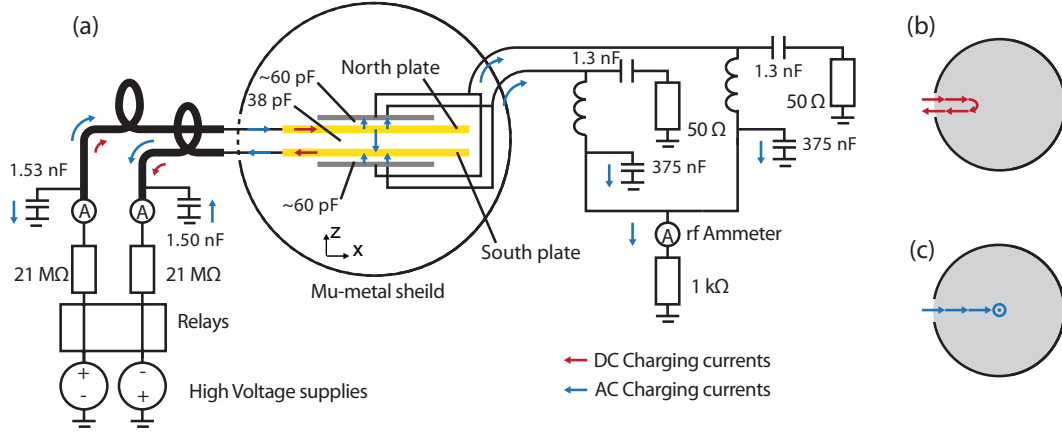 (a)
~60 pF
38 pF
North plate
1.3 nF
50 Ω
375 nF
1.3 nF
50 Ω
375 nF
1.53 nF
A
A
1.50 nF
~60 pF
South plate
z
x
Mu-metal sheild
A
rf Ammeter
1 kΩ
21 MΩ
21 MΩ
Relays
+
-
-
+
High Voltage supplies
DC Charging currents
AC Charging currents
(b)
(c)